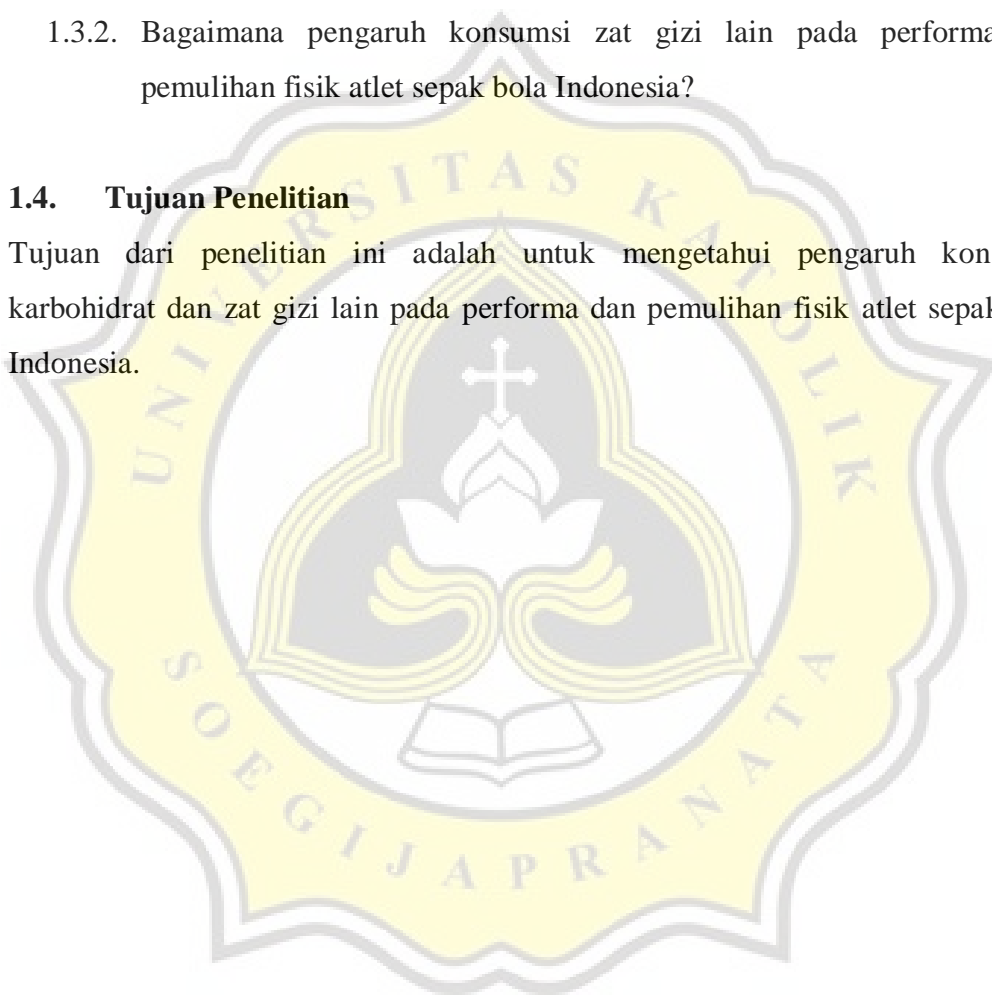 1.3.2. Bagaimana pengaruh konsumsi zat gizi lain pada performa
pemulihan fisik atlet sepak bola Indonesia?
1.4. Tujuan Penelitian
Tujuan dari penelitian ini adalah untuk mengetahui pengaruh kon
karbohidrat dan zat gizi lain pada performa dan pemulihan fisik atlet sepak
Indonesia.
UNIVERSITAS KATOLIK
SOEGIJAPRANATA